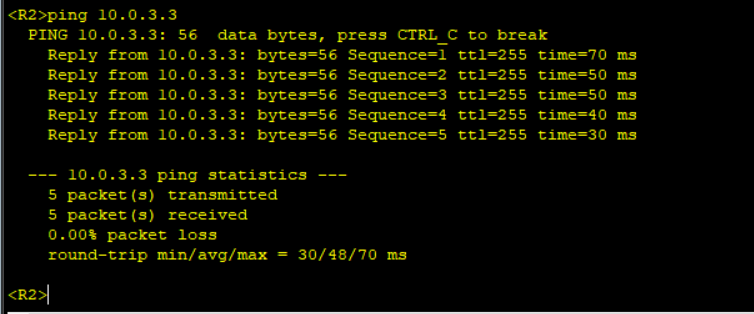 <R2>ping 10.0.3.3
PING 10.0.3.3: 56  data bytes, press CTRL_C to break
Reply from 10.0.3.3: bytes=56 Sequence=1 ttl=255 time=70 ms
Reply from 10.0.3.3: bytes=56 Sequence=2 ttl=255 time=50 ms
Reply from 10.0.3.3: bytes=56 Sequence=3 ttl=255 time=50 ms
Reply from 10.0.3.3: bytes=56 Sequence=4 ttl=255 time=40 ms
Reply from 10.0.3.3: bytes=56 Sequence=5 ttl=255 time=30 ms
--- 10.0.3.3 ping statistics ---
5 packet(s) transmitted
5 packet(s) received
0.00% packet loss
round-trip min/avg/max = 30/48/70 ms
<R2>